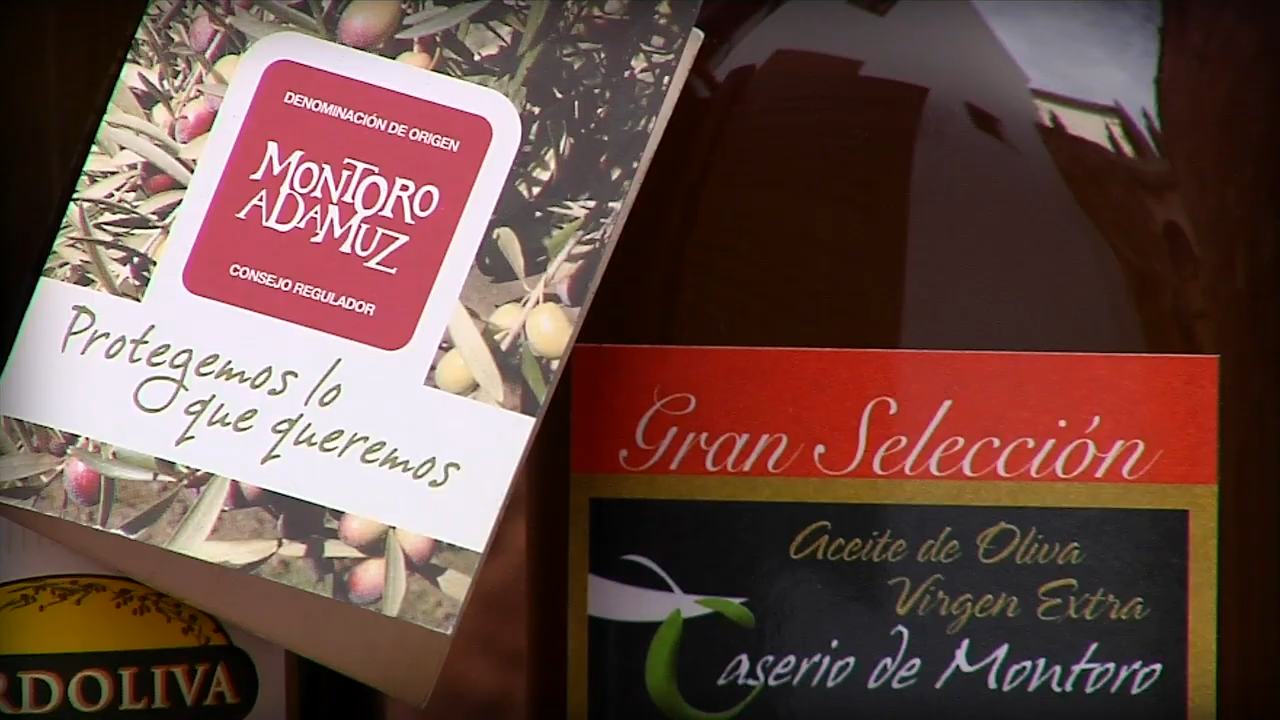 DENOMINACIÓN DE ORIGEN
MONTORO
ADAMUZ
CONSEJO REGULADOR
Protegemos lo
que queremos
RDOLIVA
Gran Selección
Aceite de Oliva
Virgen Extra
Caserio de Montoro